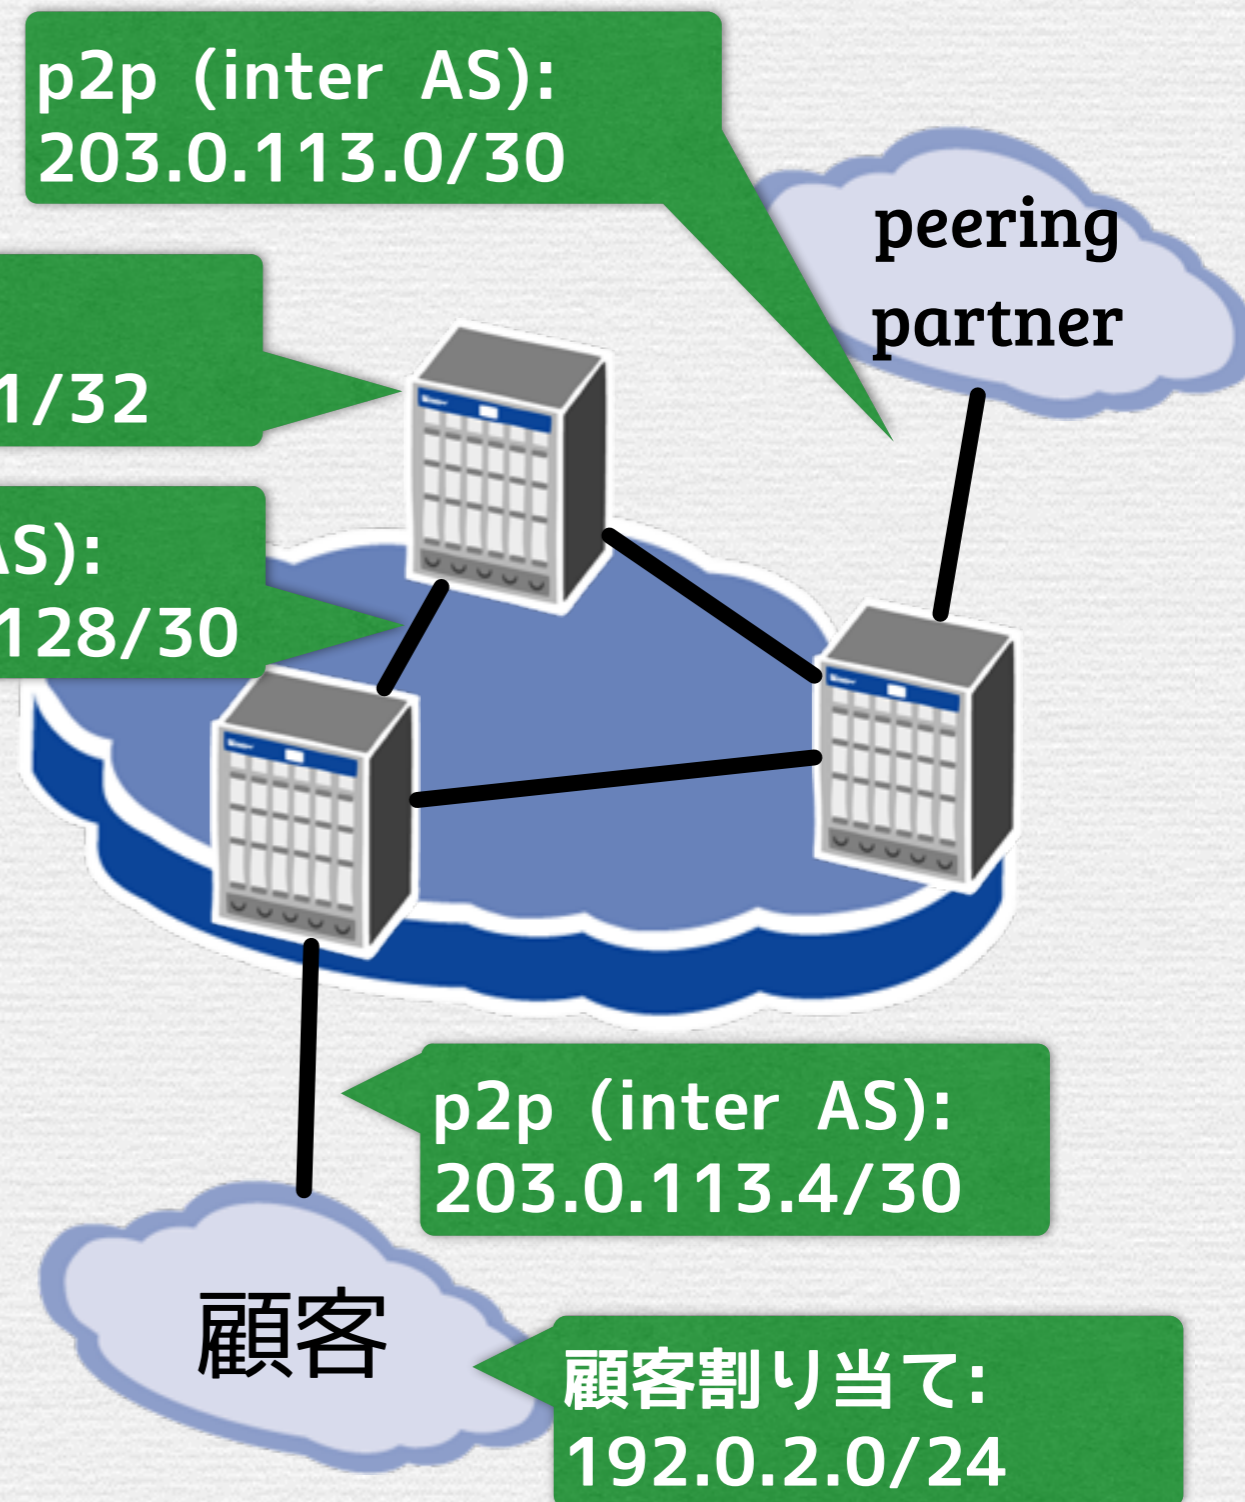 p2p (inter AS):
203.0.113.0/30
peering
partner
1/32
AS):
128/30
p2p (inter AS):
203.0.113.4/30
顧客
顧客割り当て:
192.0.2.0/24